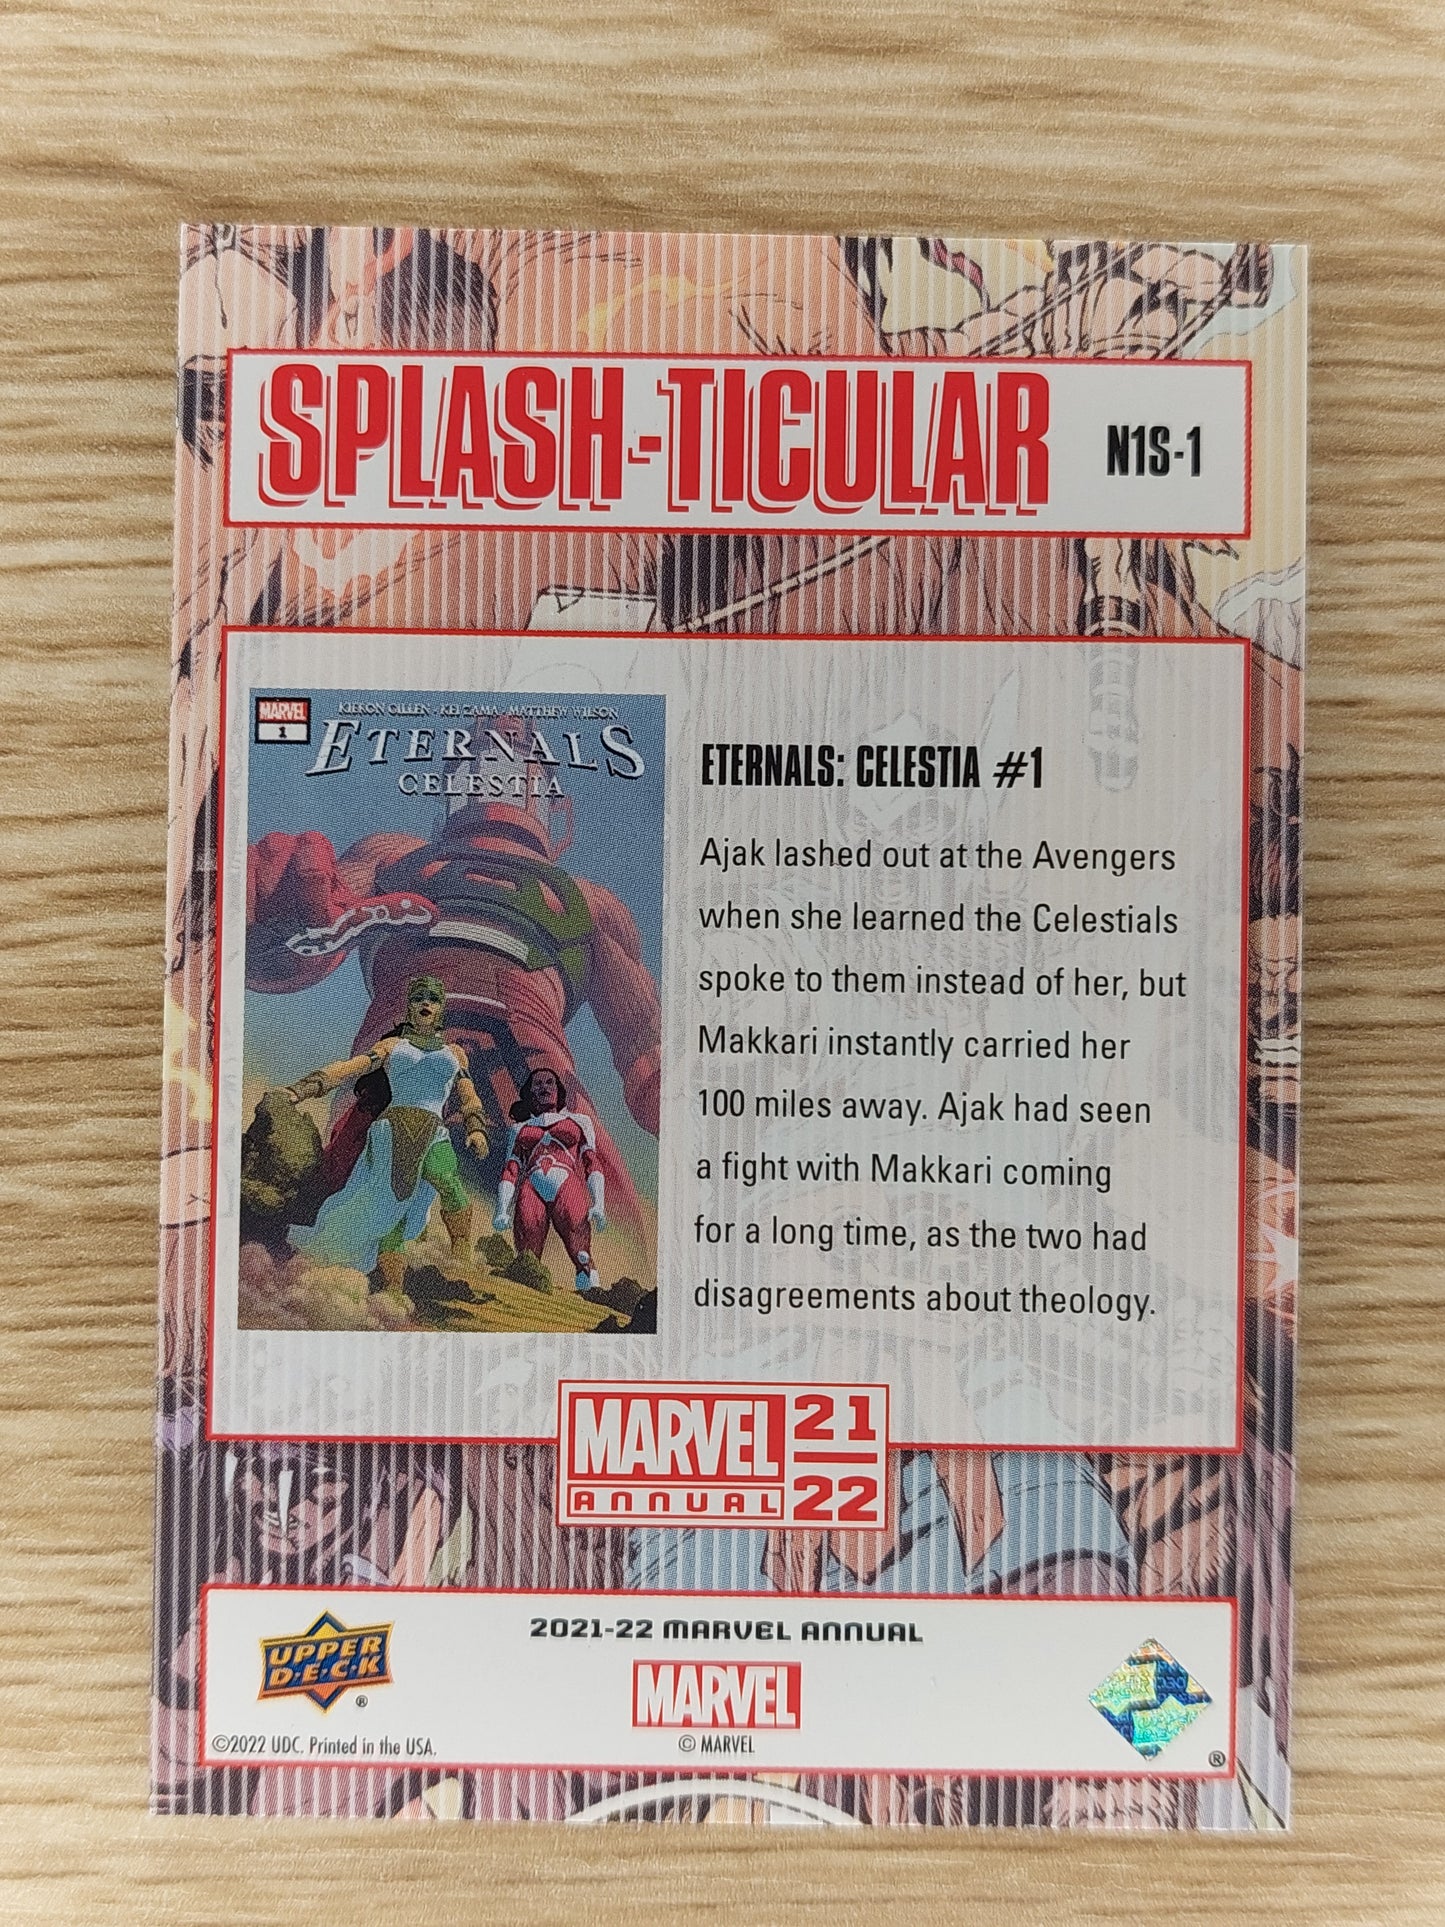 SPLASH-TICULAR
N1S-1
MARVEL
1
KIERON GILLEN - KEI ZAMA - MATTHEW WILSON
ETERNALS
CELESTIA
ETERNALS: CELESTIA #1
Ajak lashed out at the Avengers
when she learned the Celestials
spoke to them instead of her, but
Makkari instantly carried her
100 miles away. Ajak had seen
a fight with Makkari coming
for a long time, as the two had
disagreements about theology.
MARVEL
ANNUAL
21
22
UPPER
D·E·C·K
®
©2022 UDC. Printed in the USA.
2021-22 MARVEL ANNUAL
MARVEL
© MARVEL
®